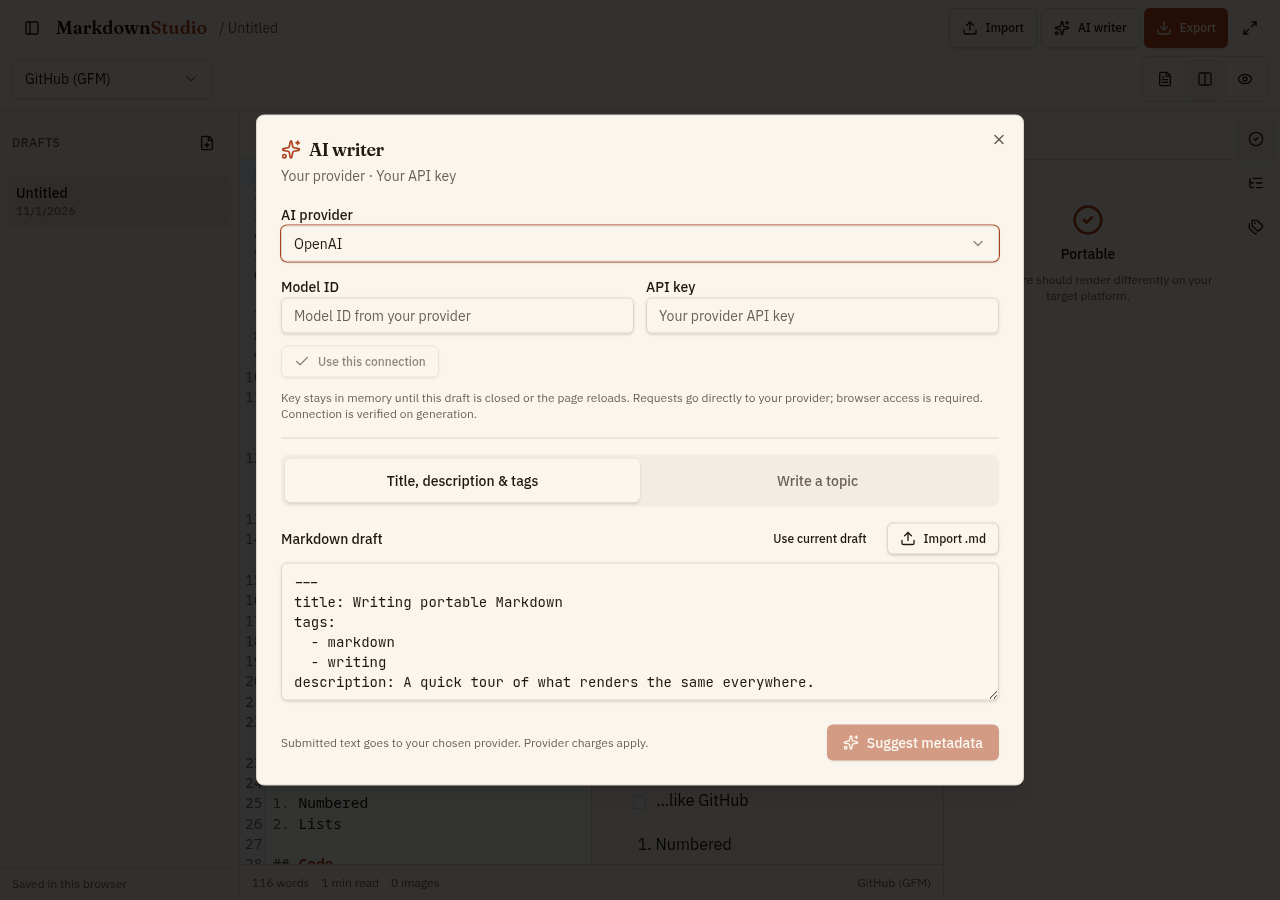 MarkdownStudio / Untitled
Import
AI writer
Export
GitHub (GFM)
DRAFTS
Untitled
11/1/2026
Saved in this browser
AI writer
Your provider · Your API key
AI provider
OpenAI
Model ID
API key
Model ID from your provider
Your provider API key
Use this connection
Key stays in memory until this draft is closed or the page reloads. Requests go directly to your provider; browser access is required.
Connection is verified on generation.
Title, description & tags
Write a topic
Markdown draft
Use current draft
Import .md
---
title: Writing portable Markdown
tags:
- markdown
- writing
description: A quick tour of what renders the same everywhere.
Submitted text goes to your chosen provider. Provider charges apply.
Suggest metadata
Portable
should render differently on your
target platform.
25 1. Numbered
26 2. Lists
27
28 ## Code
...like GitHub
1. Numbered
116 words 1 min read 0 images
GitHub (GFM)